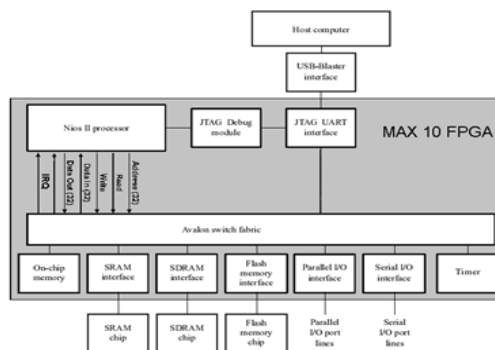 Host computer
USB-Blaster
interface
Nios II processor
JTAG Debug
module
JTAG UART
interface
MAX 10 FPGA
IRQ
Data Out (32)
Data In (32)
Write
Read
Address (32)
Avalon switch fabric
On-chip
memory
SRAM
interface
SDRAM
interface
Flash
memory
interface
Parallel I/O
interface
Serial I/O
interface
Timer
SRAM
chip
SDRAM
chip
Flash
memory
chip
Parallel
I/O port
lines
Serial
I/O port
lines